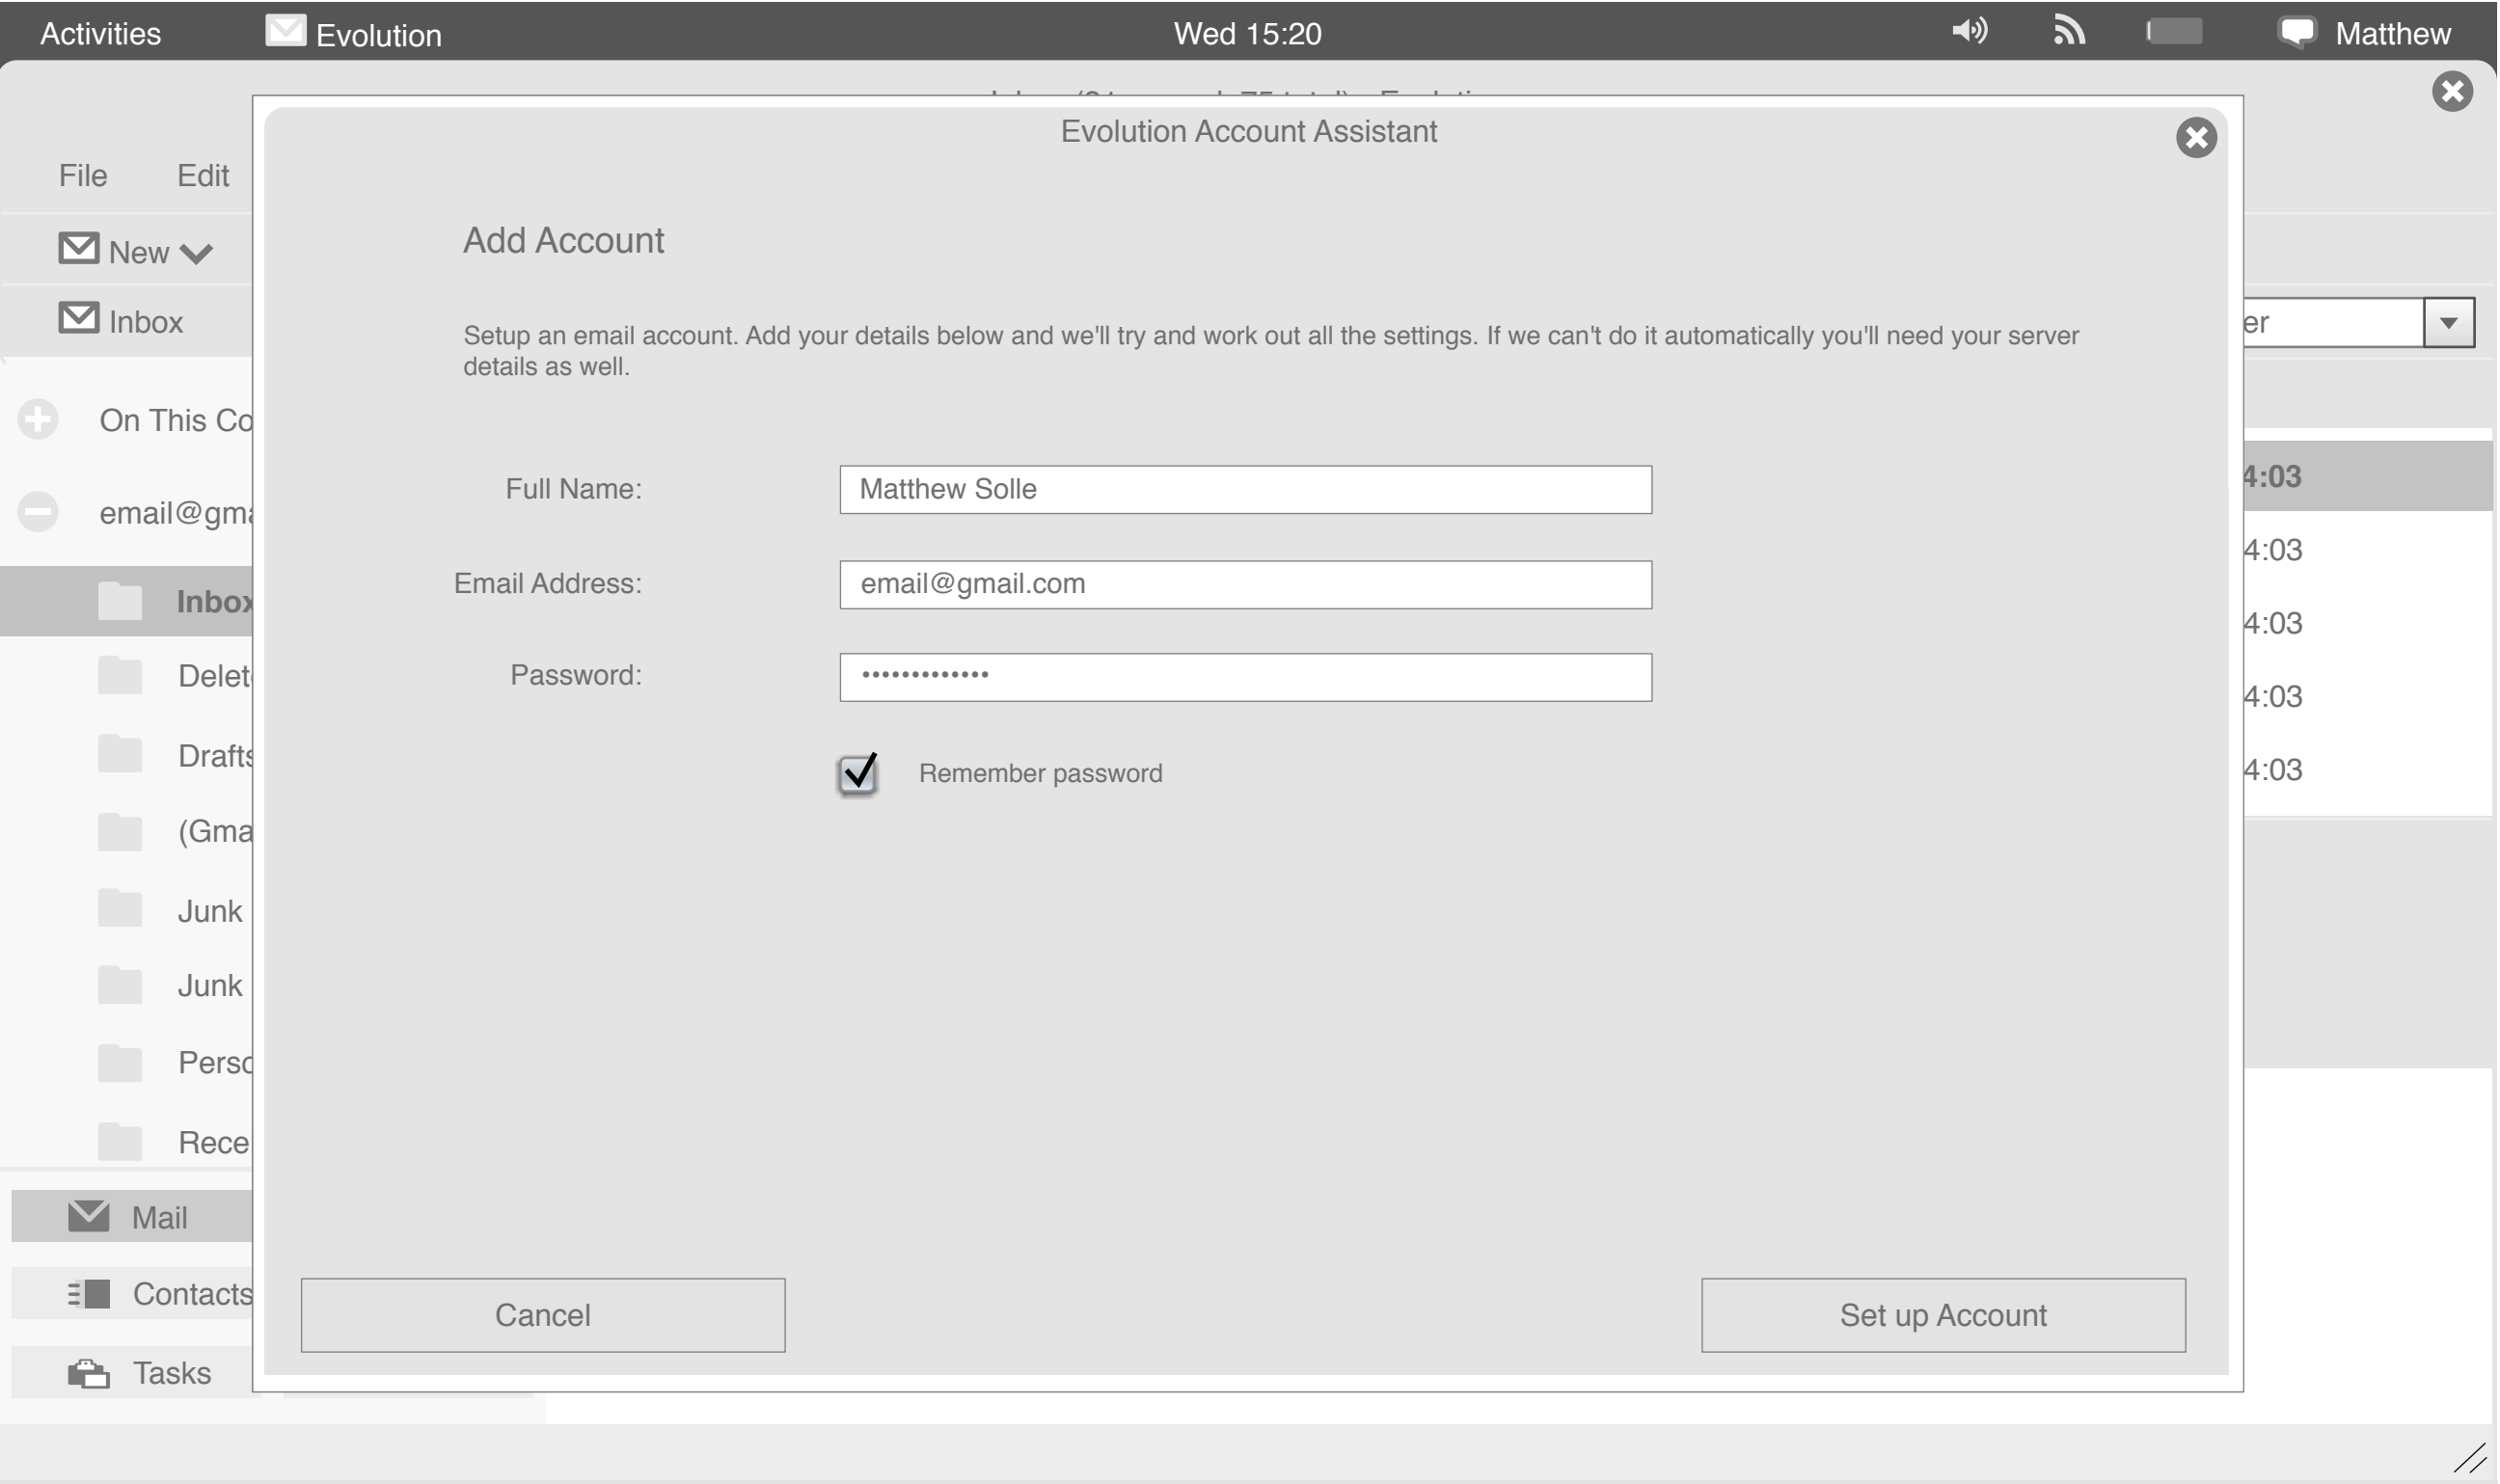 Activities
Evolution
Wed 15:20
Matthew
Evolution Account Assistant
File Edit
New
Inbox
Add Account
Setup an email account. Add your details below and we'll try and work out all the settings. If we can't do it automatically you'll need your server
details as well.
er
On This Co
email@gma
Inbox
Delet
Drafts
(Gma
Junk
Junk
Perso
Rece
Mail
Contacts
Tasks
Full Name: Matthew Solle
Email Address: email@gmail.com
Password: •••••••••••••
Remember password
Cancel
Set up Account
4:03
4:03
4:03
4:03
4:03